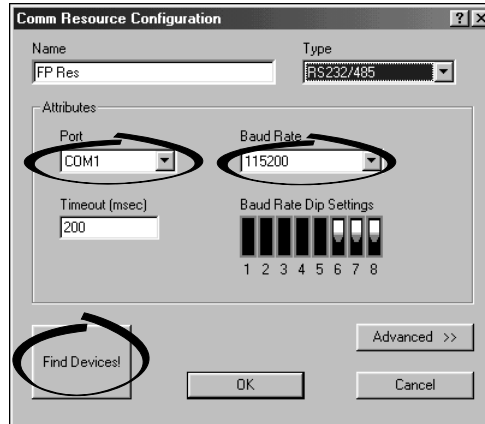 Comm Resource Configuration
Name
Type
FP Res
RS232/485
Attributes
Port
Baud Rate
COM1
115200
Timeout (msec)
Baud Rate Dip Settings
200
1 2 3 4 5 6 7 8
Find Devices!
Advanced >>
OK
Cancel